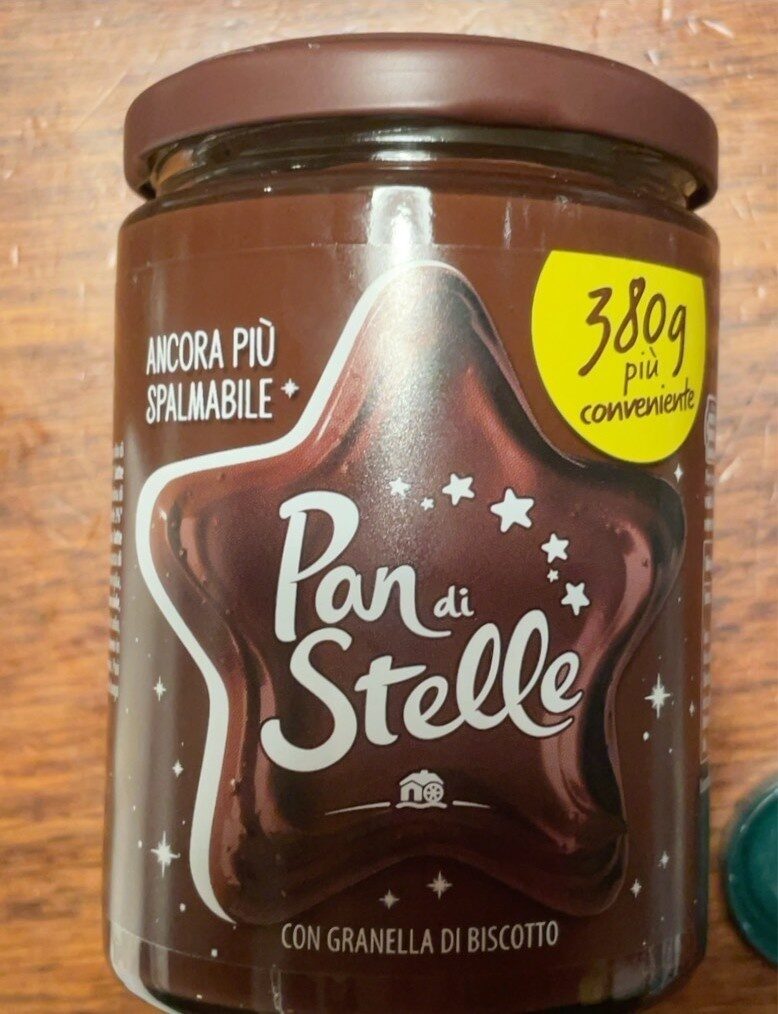 ANCORA PIÙ
SPALMABILE
380g
più
conveniente
Pan di
Stelle
CON GRANELLA DI BISCOTTO